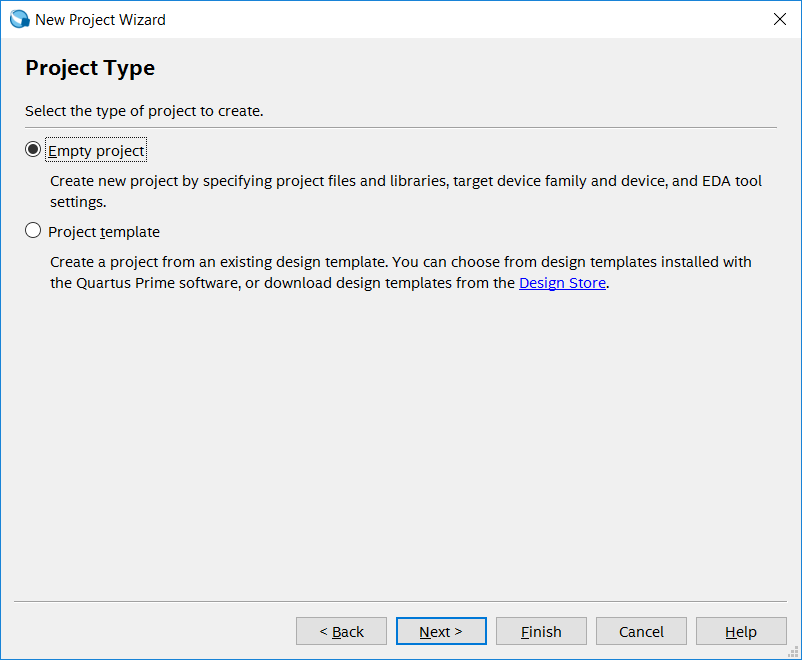 New Project Wizard
Project Type
Select the type of project to create.
Empty project
Create new project by specifying project files and libraries, target device family and device, and EDA tool
settings.
Project template
Create a project from an existing design template. You can choose from design templates installed with
the Quartus Prime software, or download design templates from the Design Store.
< Back Next > Finish Cancel Help